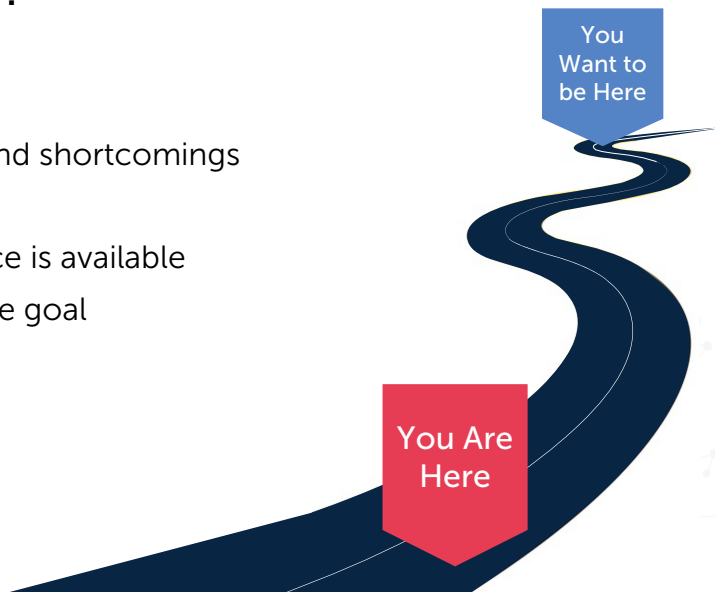 You
Want to
be Here
nd shortcomings
ce is available
e goal
You Are
Here